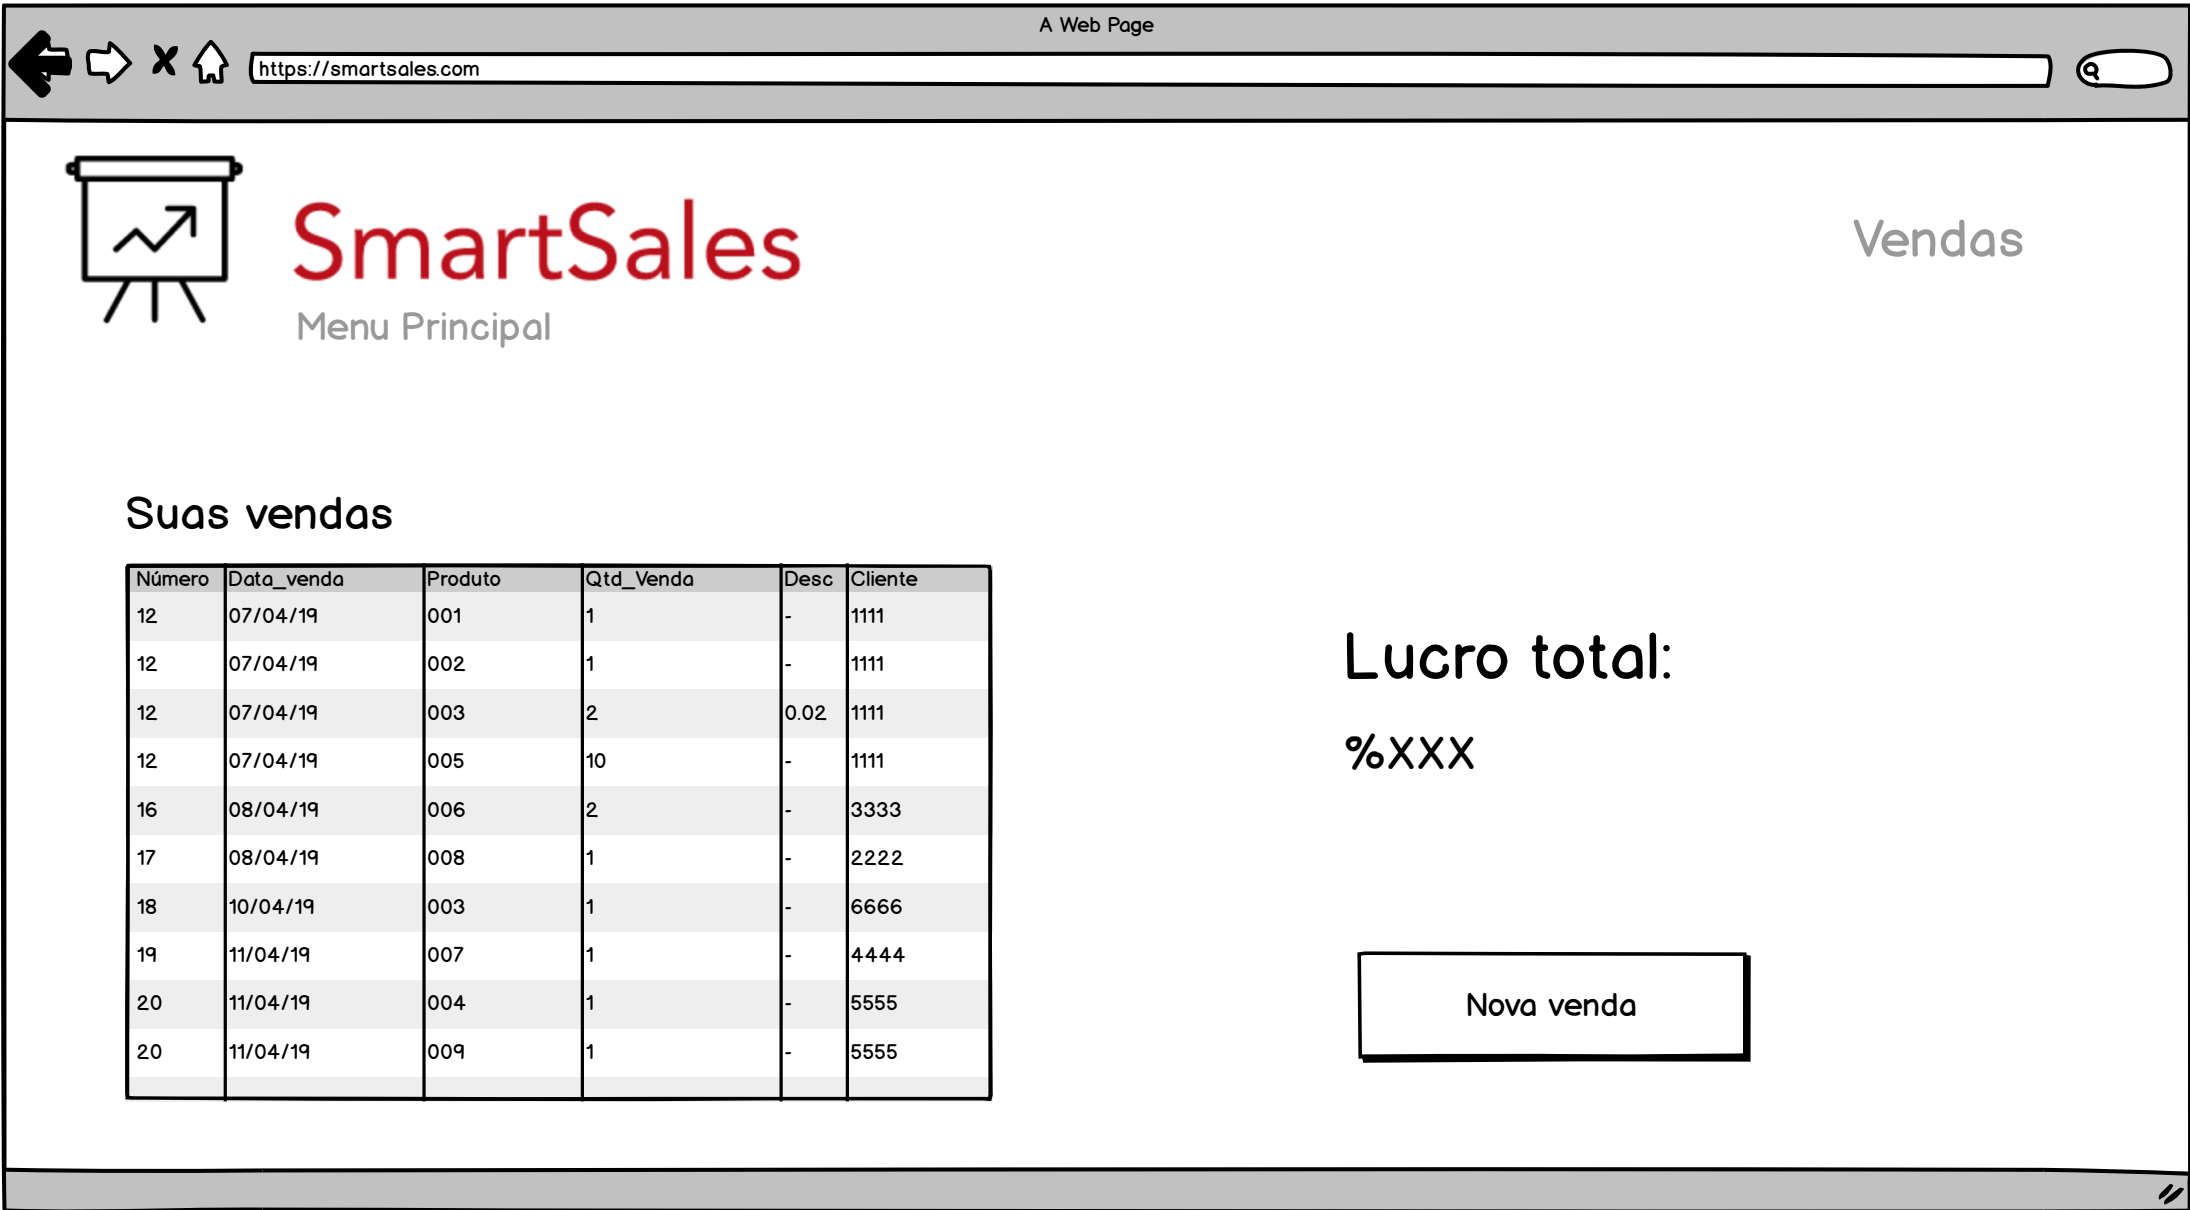 A Web Page
https://smartsales.com
SmartSales
Vendas
Menu Principal
Suas vendas
Número Data_venda Produto Qtd_Venda Desc Cliente
12 07/04/19 001 1 - 1111
12 07/04/19 002 1 - 1111
12 07/04/19 003 2 0.02 1111
12 07/04/19 005 10 - 1111
16 08/04/19 006 2 - 3333
17 08/04/19 008 1 - 2222
18 10/04/19 003 1 - 6666
19 11/04/19 007 1 - 4444
20 11/04/19 004 1 - 5555
20 11/04/19 009 1 - 5555
Lucro total:
%XXX
Nova venda